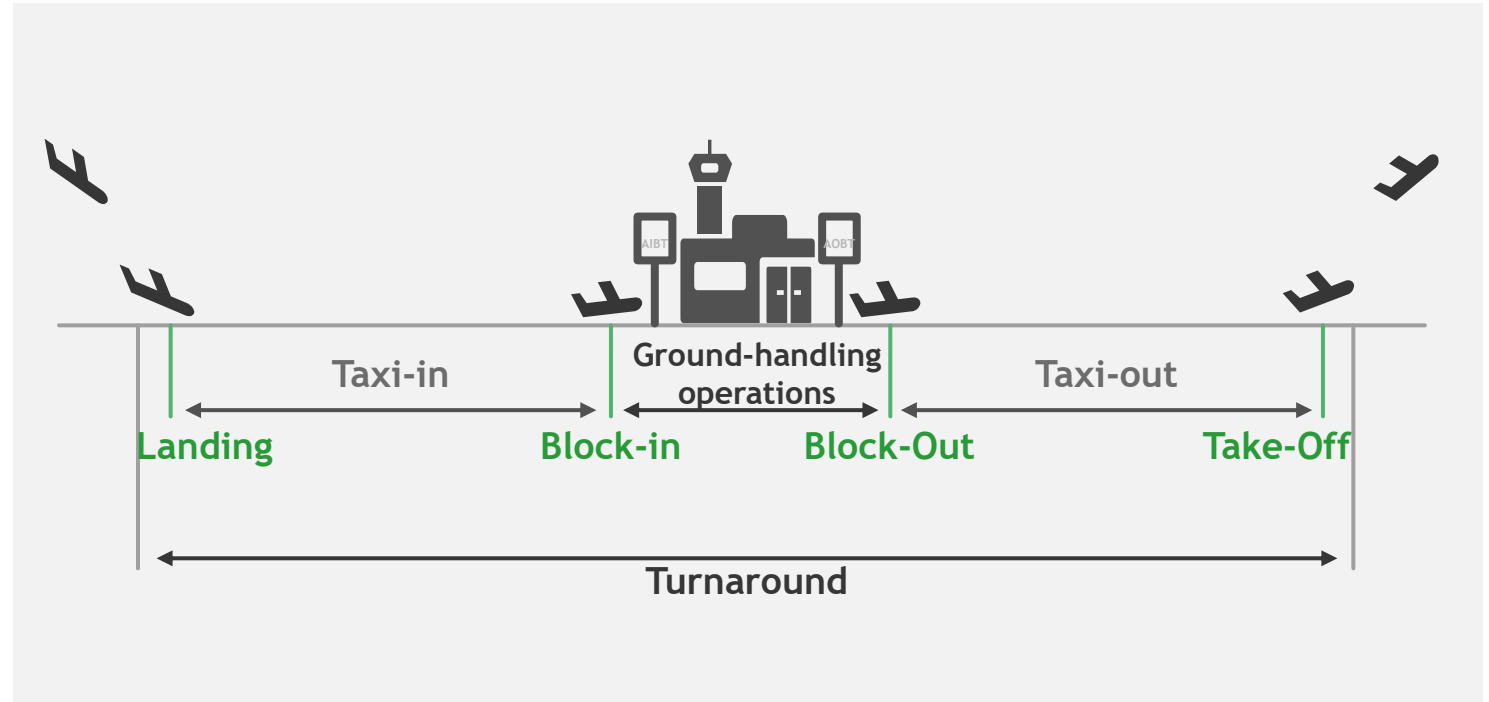 AIBT
AOBT
Ground-handling
operations
Taxi-in
Taxi-out
Landing
Block-in
Block-Out
Take-Off
Turnaround